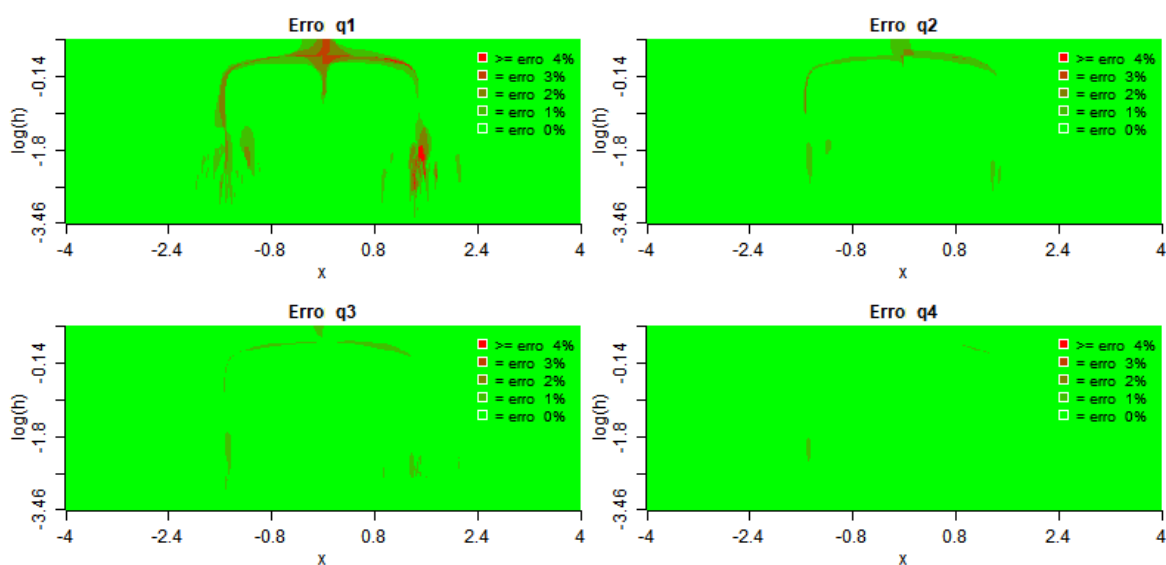 Erro q1
>= erro 4%
= erro 3%
= erro 2%
= erro 1%
= erro 0%
log(h)
-0.14
-1.8
-3.46
-4
-2.4
-0.8
0.8
2.4
4
x
Erro q2
>= erro 4%
= erro 3%
= erro 2%
= erro 1%
= erro 0%
log(h)
-0.14
-1.8
-3.46
-4
-2.4
-0.8
0.8
2.4
4
x
Erro q3
>= erro 4%
= erro 3%
= erro 2%
= erro 1%
= erro 0%
log(h)
-0.14
-1.8
-3.46
-4
-2.4
-0.8
0.8
2.4
4
x
Erro q4
>= erro 4%
= erro 3%
= erro 2%
= erro 1%
= erro 0%
log(h)
-0.14
-1.8
-3.46
-4
-2.4
-0.8
0.8
2.4
4
x